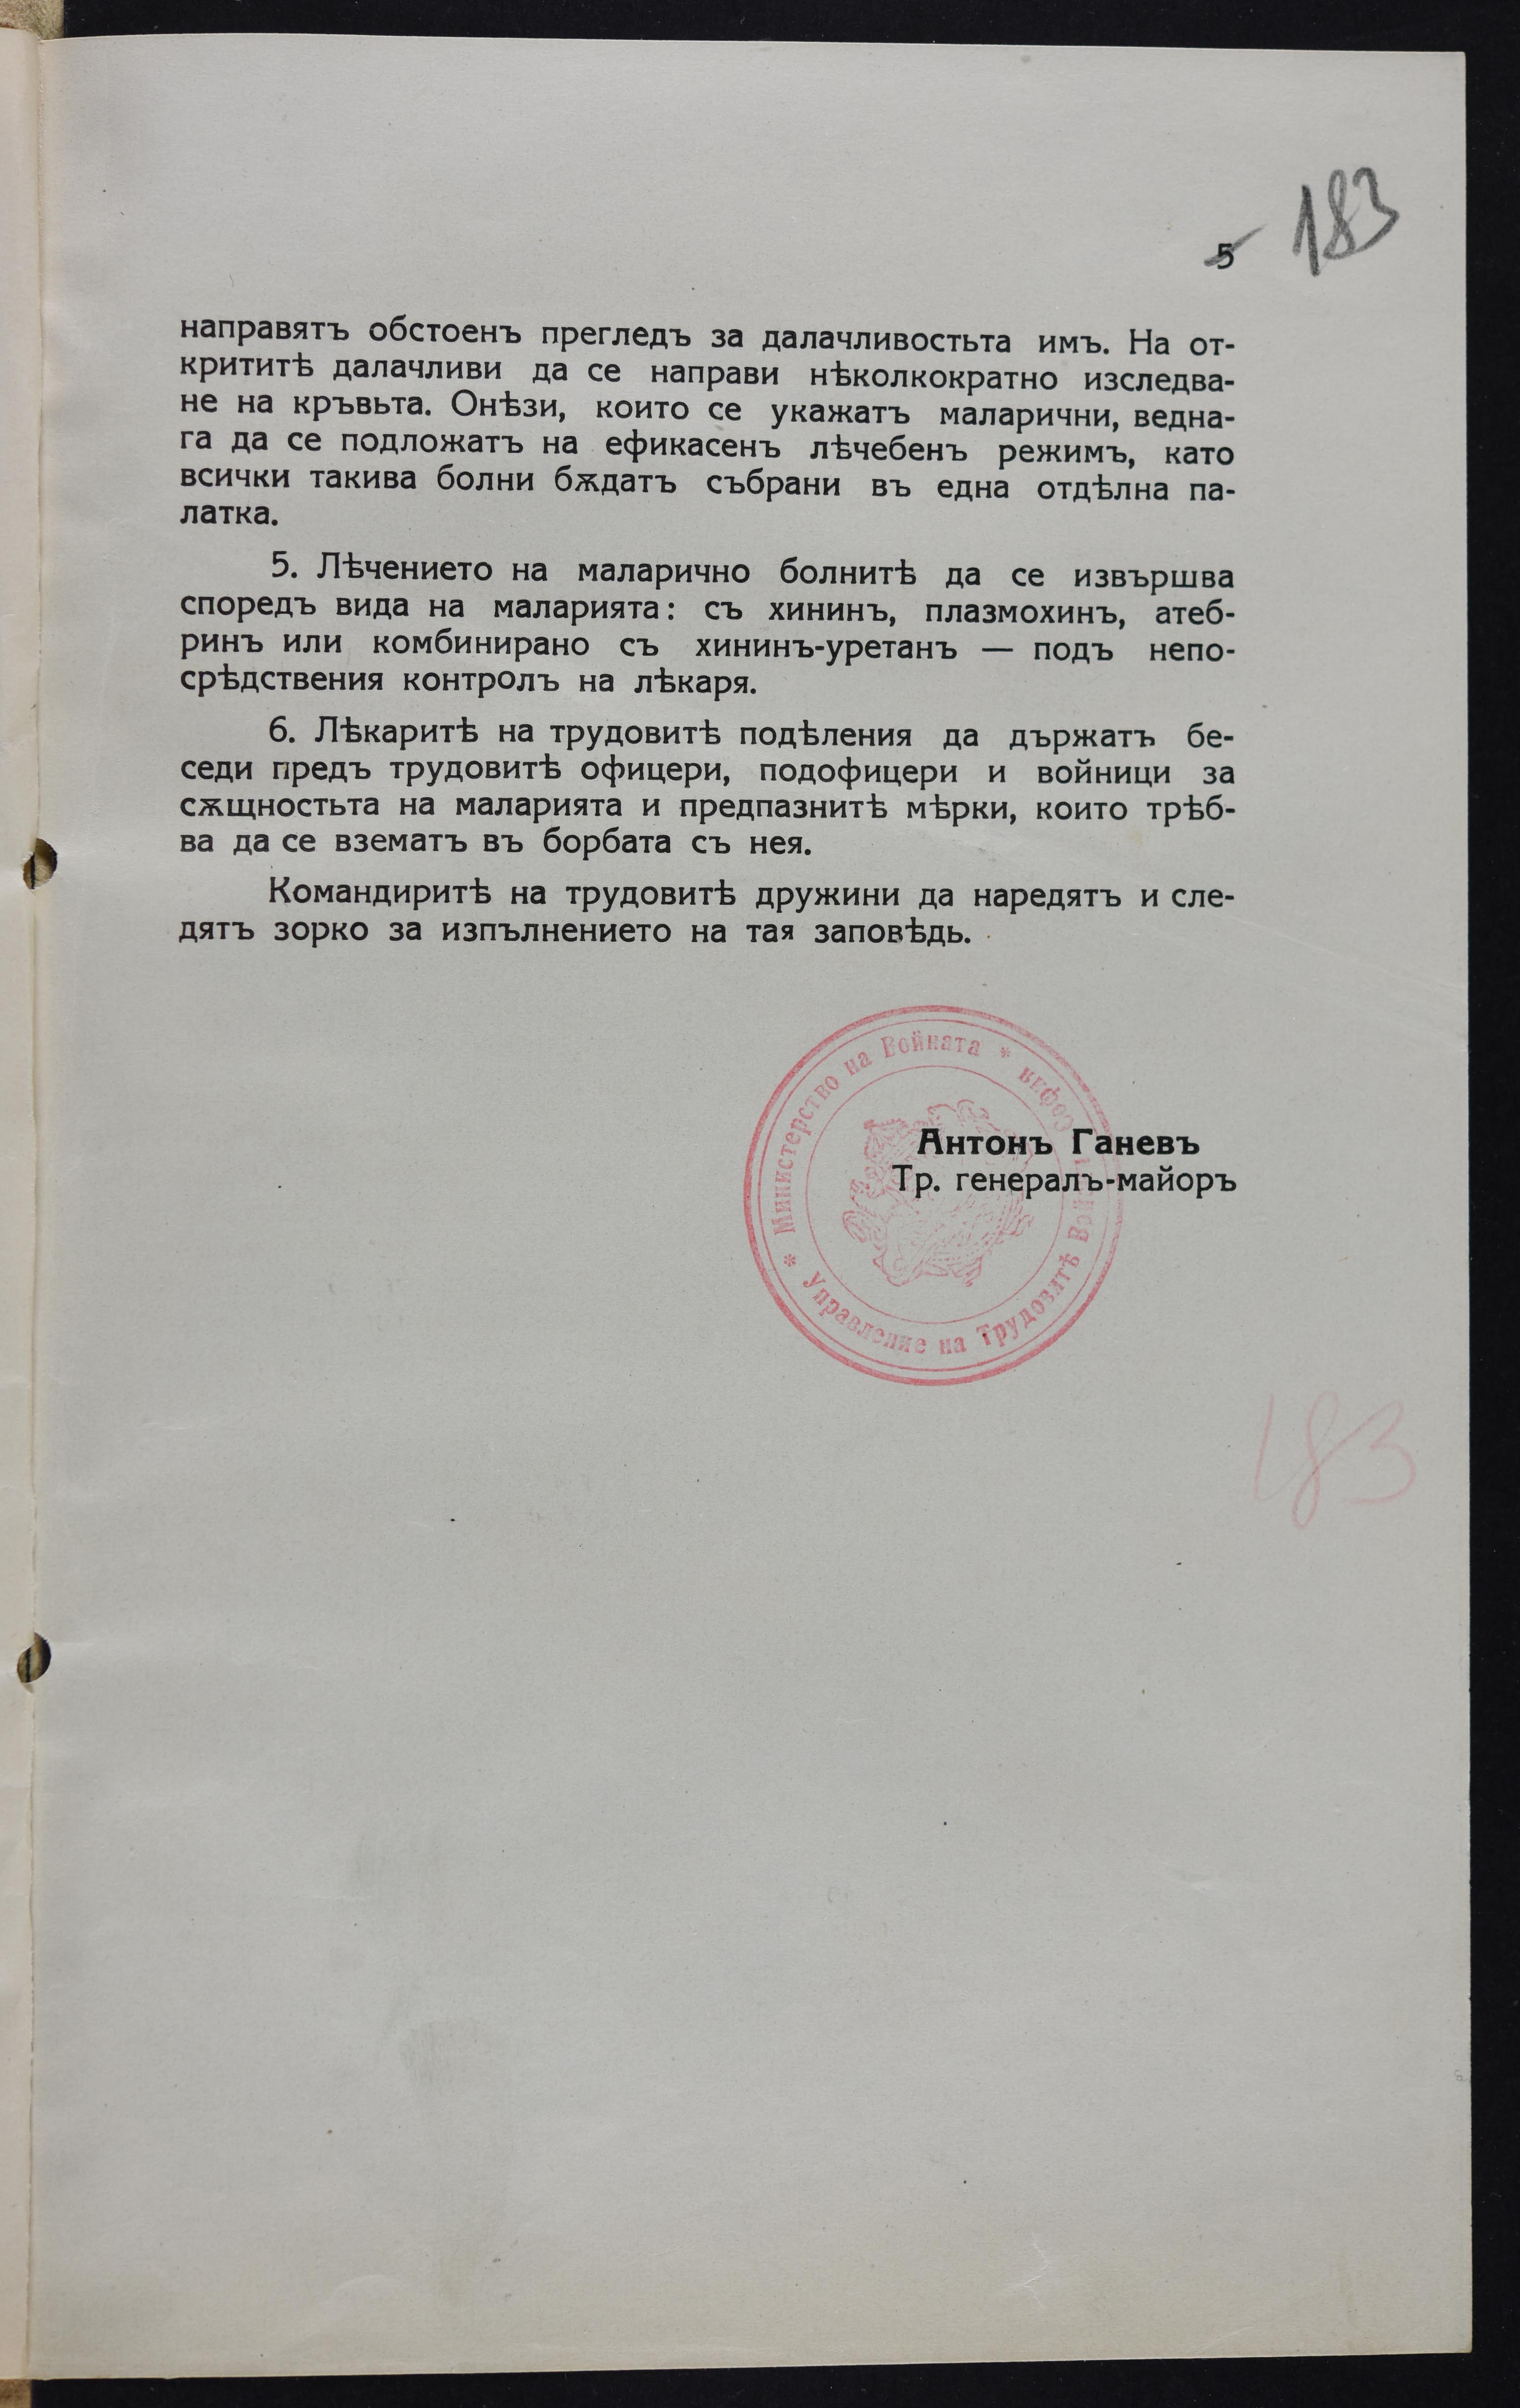 183
5
направятъ обстоенъ прегледъ за далачливостьта имъ. На от-
крититѣ далачливи да се направи нѣколкократно изследва-
не на кръвьта. Онѣзи, които се укажатъ маларични, ведна-
га да се подложатъ на ефикасенъ лѣчебенъ режимъ, като
всички такива болни бѫдатъ събрани въ една отдѣлна па-
латка.
5. Лѣчението на маларично болнитѣ да се извършва
споредъ вида на маларията: съ хининъ, плазмохинъ, атеб-
ринъ или комбинирано съ хининъ-уретанъ — подъ непо-
срѣдствения контролъ на лѣкаря.
6. Лѣкаритѣ на трудовитѣ подѣления да държатъ бе-
седи предъ трудовитѣ офицери, подофицери и войници за
сѫщностьта на маларията и предпазнитѣ мѣрки, които трѣб-
ва да се взематъ въ борбата съ нея.
Командиритѣ на трудовитѣ дружини да наредятъ и сле-
дятъ зорко за изпълнението на тая заповѣдь.
* Министерство на Войната * София
Антонъ Ганевъ
Тр. генералъ-майоръ
Управление на Трудовитѣ
183